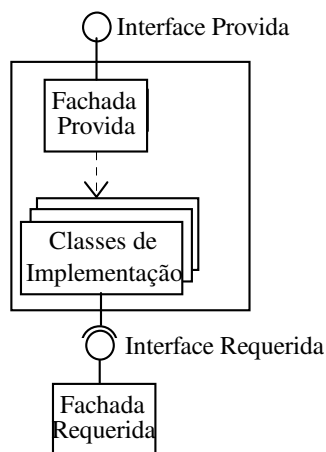 Interface Provida
Fachada
Provida
Classes de
Implementação
Interface Requerida
Fachada
Requerida